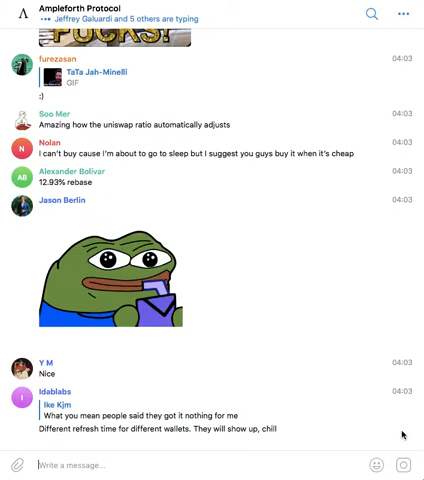 Ampleforth Protocol
Jeffrey Galuardi and 5 others are typing
FUCKS!
furezasan
04:03
TaTa Jah-Minelli
GIF
:)
Soo Mer
04:03
Amazing how the uniswap ratio automatically adjusts
N
Nolan
04:03
I can't buy cause I'm about to go to sleep but I suggest you guys buy it when it's cheap
AB
Alexander Bolivar
04:03
12.93% rebase
Jason Berlin
04:03
Y M
04:03
Nice
I
Idablabs
04:03
Ike Kjm
What you mean people said they got it nothing for me
Different refresh time for different wallets. They will show up, chill
Write a message...